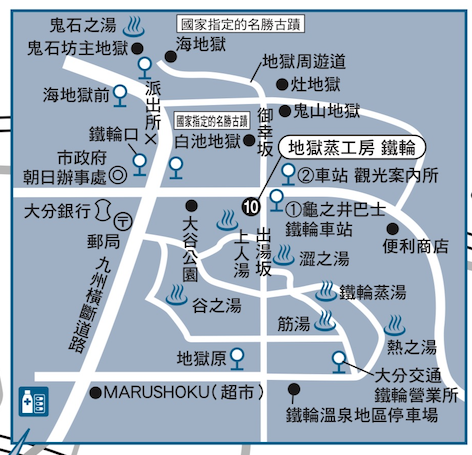 鬼石之湯
國家指定的名勝古蹟
鬼石坊主地獄
海地獄
地獄周遊道
灶地獄
海地獄前
派出所
國家指定的名勝古蹟
御幸坂
鬼山地獄
鐵輪口
白池地獄
地獄蒸工房 鐵輪
市政府
朝日辦事處
②車站 觀光案內所
大分銀行
10
①龜之井巴士
鐵輪車站
郵局
大谷公園
上人湯
出湯坂
便利商店
澀之湯
九州橫斷道路
谷之湯
鐵輪蒸湯
筋湯
熱之湯
地獄原
大分交通
鐵輪營業所
MARUSHOKU(超市)
鐵輪溫泉地區停車場